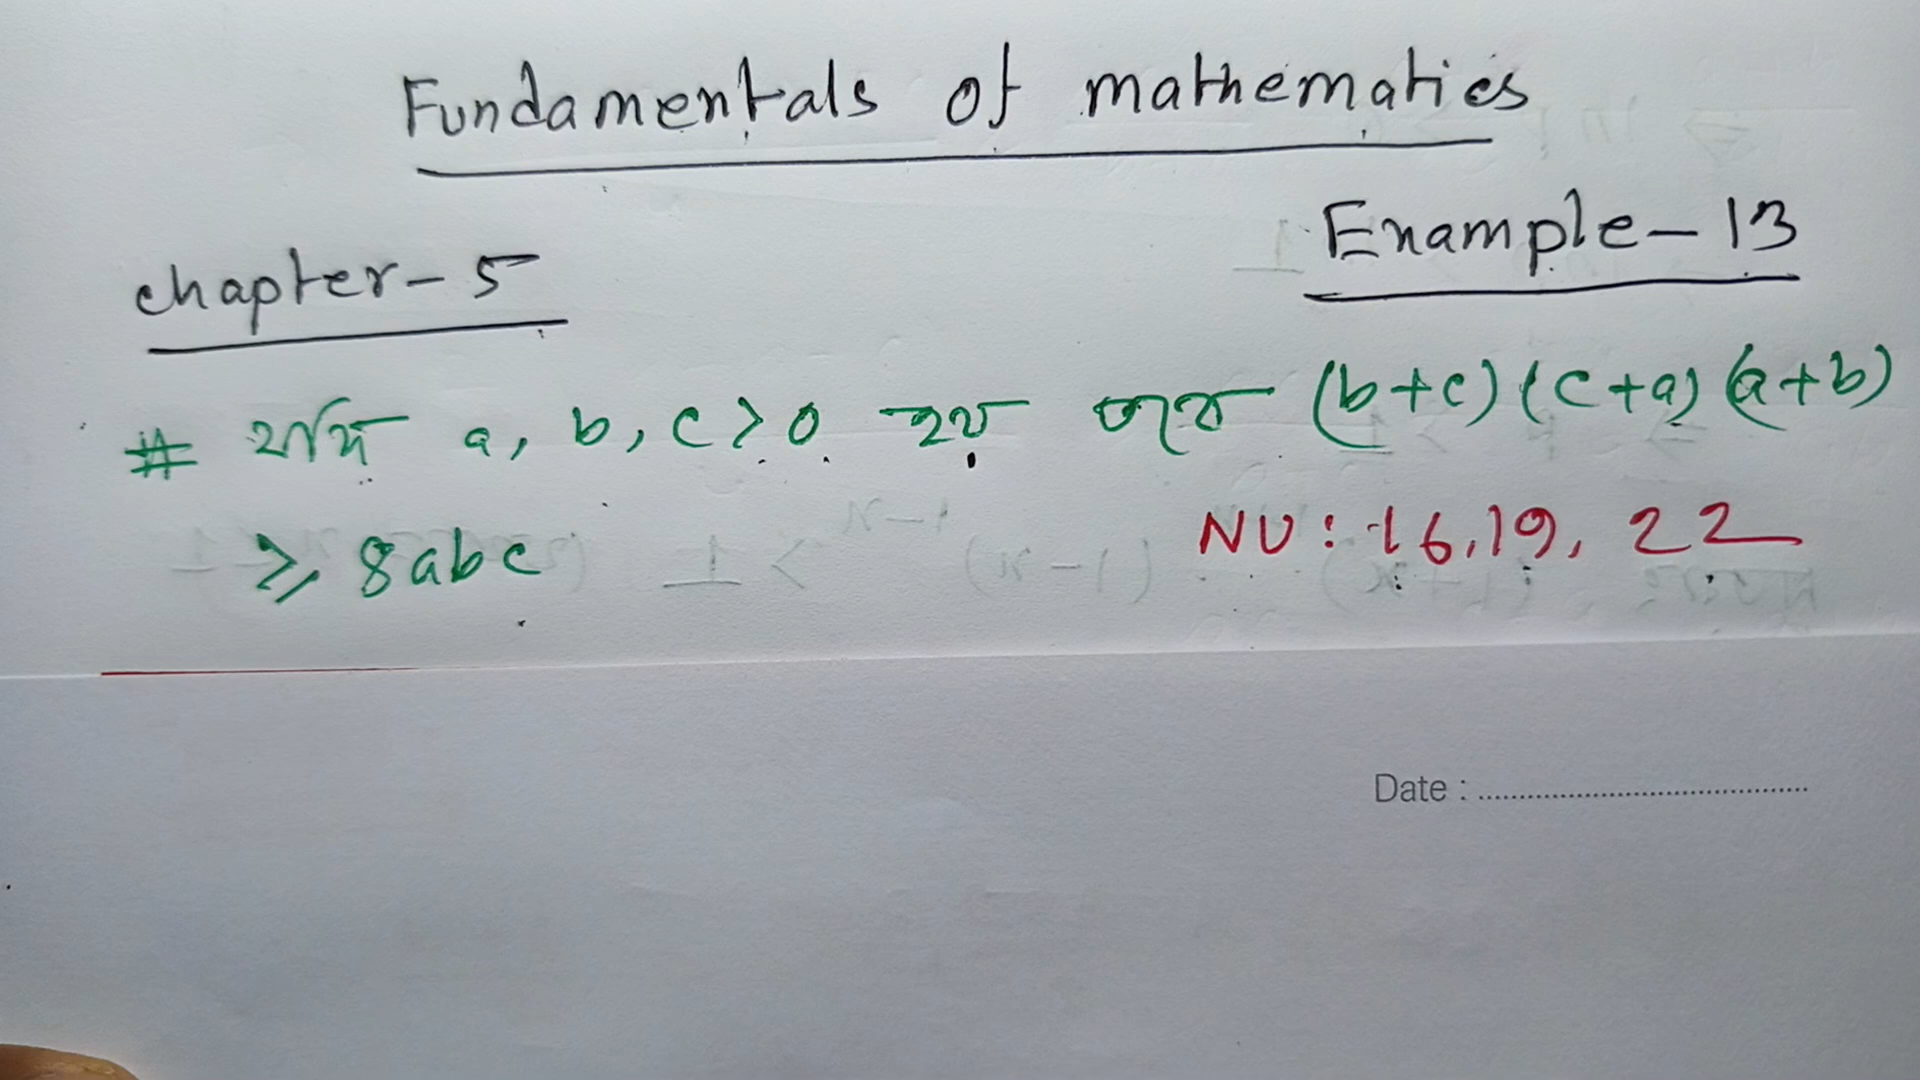 Fundamentals of mathematics
Example-13
chapter-5
# যদি a, b, c > 0 হয় তবে (b+c)(c+a)(a+b)
≥ 8abc
NU: 16,19, 22
Date :